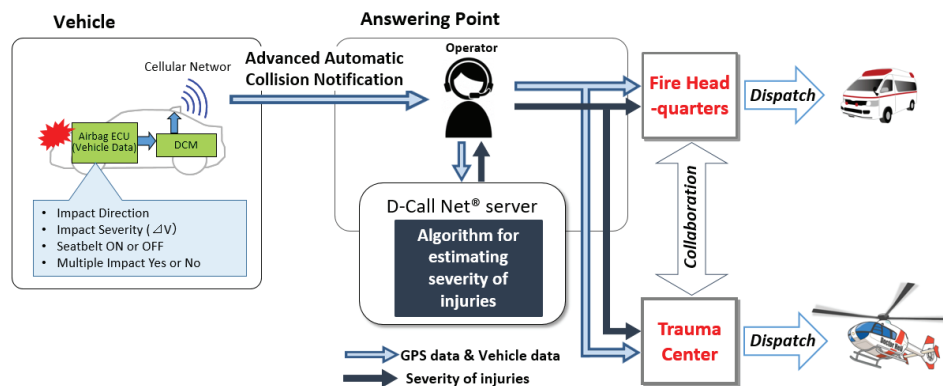 Vehicle
Cellular Networ
Airbag ECU
(Vehicle Data)
DCM
• Impact Direction
• Impact Severity (⊿V)
• Seatbelt ON or OFF
• Multiple Impact Yes or No
Advanced Automatic
Collision Notification
Answering Point
Operator
D-Call Net® server
Algorithm for
estimating
severity of
injuries
GPS data & Vehicle data
Severity of injuries
Fire Head
-quarters
Dispatch
Collaboration
Trauma
Center
Dispatch